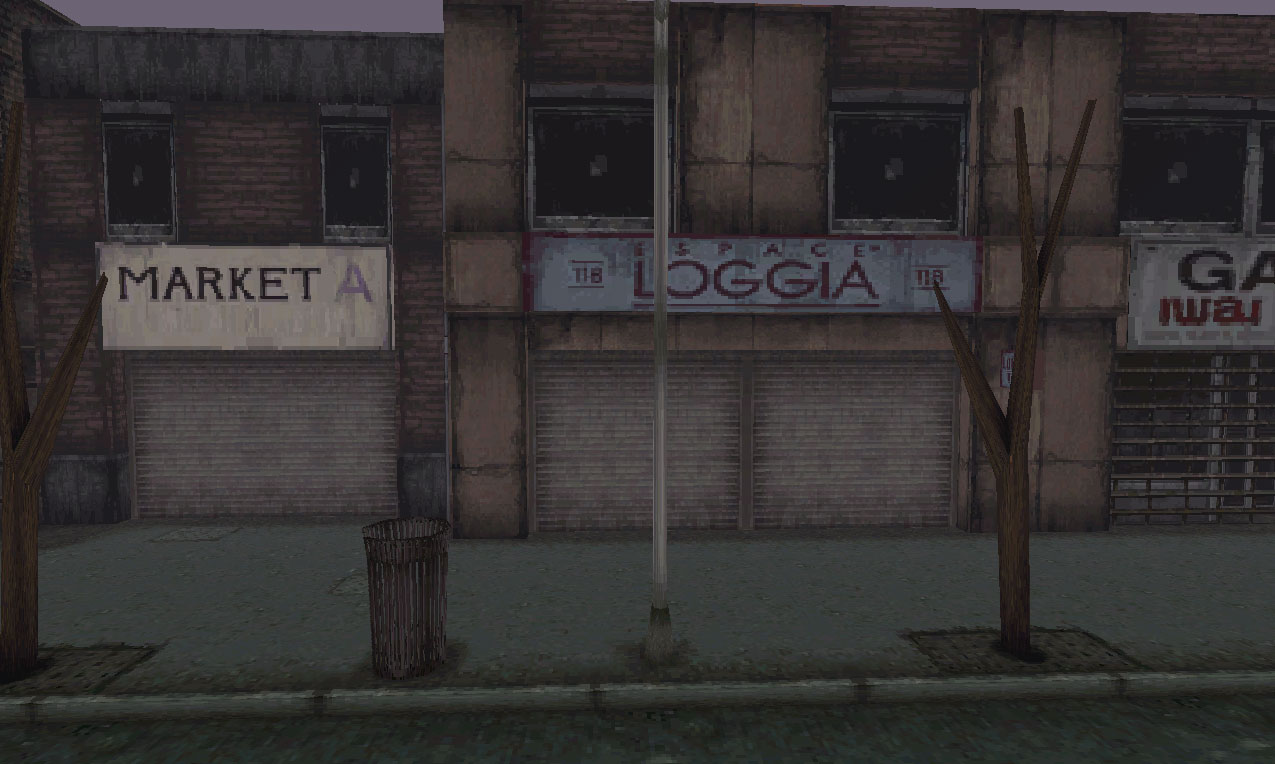 MARKET A
ESPACE
118 LOGGIA 118
GA